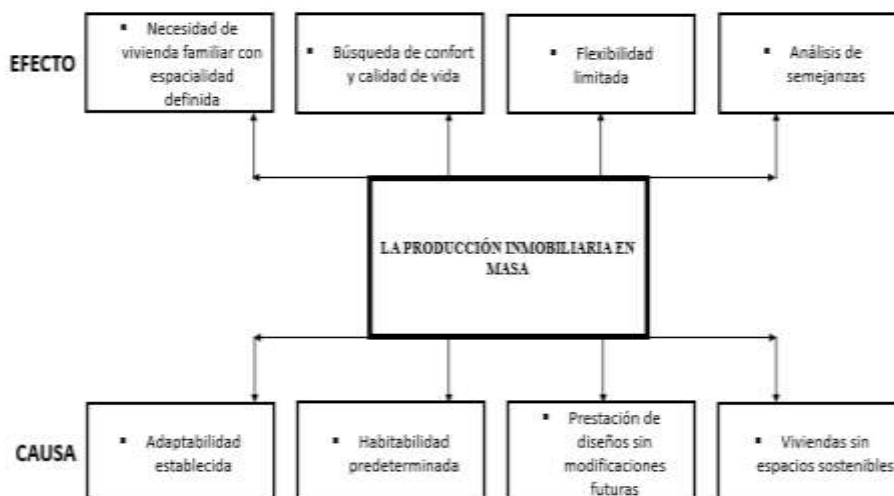 EFECTO
▪ Necesidad de
vivienda familiar con
espacialidad
definida
▪ Búsqueda de confort
y calidad de vida
▪ Flexibilidad
limitada
▪ Análisis de
semejanzas
LA PRODUCCIÓN INMOBILIARIA EN
MASA
CAUSA
▪ Adaptabilidad
establecida
▪ Habitabilidad
predeterminada
▪ Prestación de
diseños sin
modificaciones
futuras
▪ Viviendas sin
espacios sostenibles